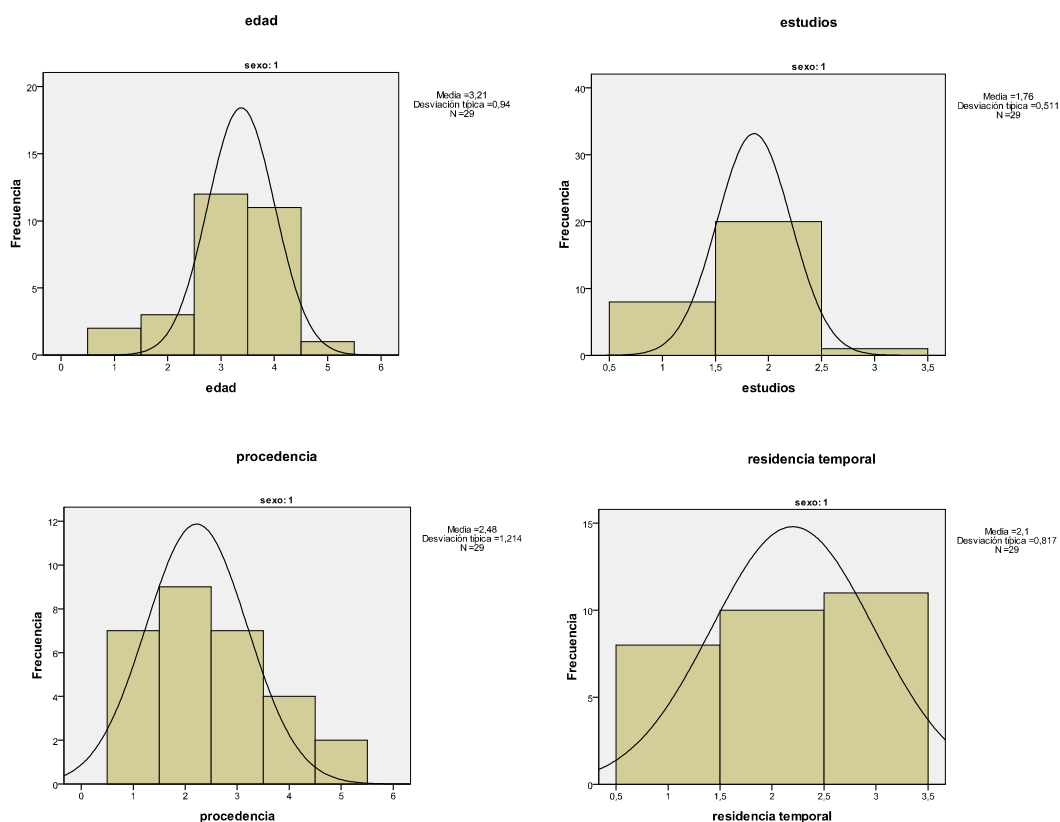 edad
sexo: 1
Media =3,21
Desviación típica =0,94
N =29
Frecuencia
20
15
10
5
0
0 1 2 3 4 5 6
edad
estudios
sexo: 1
Media =1,76
Desviación típica =0,511
N =29
Frecuencia
40
30
20
10
0
0,5 1 1,5 2 2,5 3 3,5
estudios
procedencia
sexo: 1
Media =2,48
Desviación típica =1,214
N =29
Frecuencia
12
10
8
6
4
2
0
0 1 2 3 4 5 6
procedencia
residencia temporal
sexo: 1
Media =2,1
Desviación típica =0,817
N =29
Frecuencia
15
10
5
0
0,5 1 1,5 2 2,5 3 3,5
residencia temporal